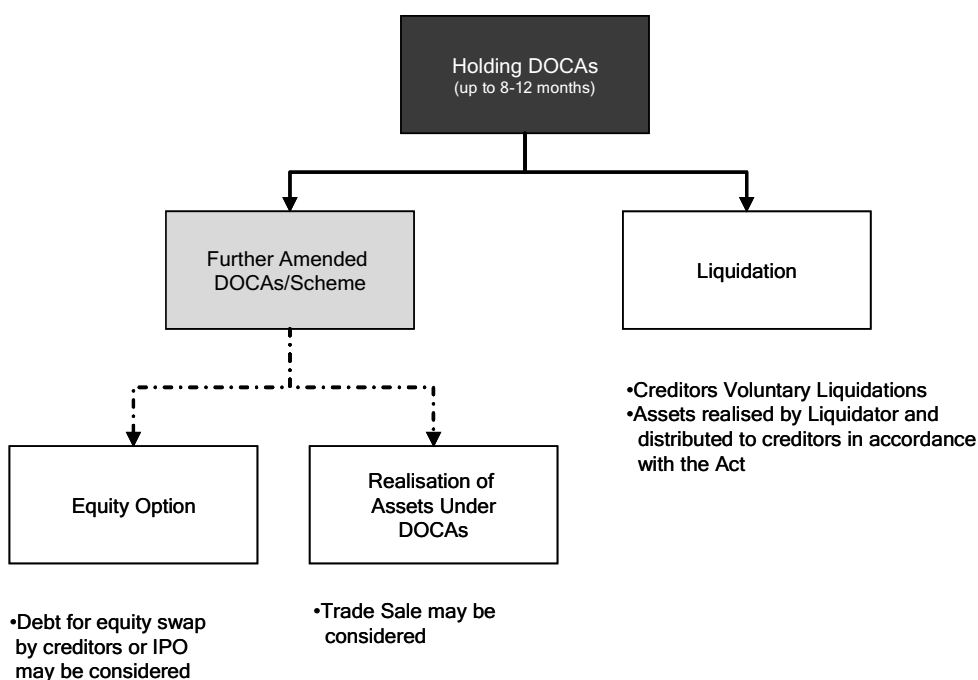 Holding DOCAs
(up to 8-12 months)
Further Amended
DOCAs/Scheme
Liquidation
•Creditors Voluntary Liquidations
•Assets realised by Liquidator and
distributed to creditors in accordance
with the Act
Equity Option
Realisation of
Assets Under
DOCAs
•Debt for equity swap
by creditors or IPO
may be considered
•Trade Sale may be
considered